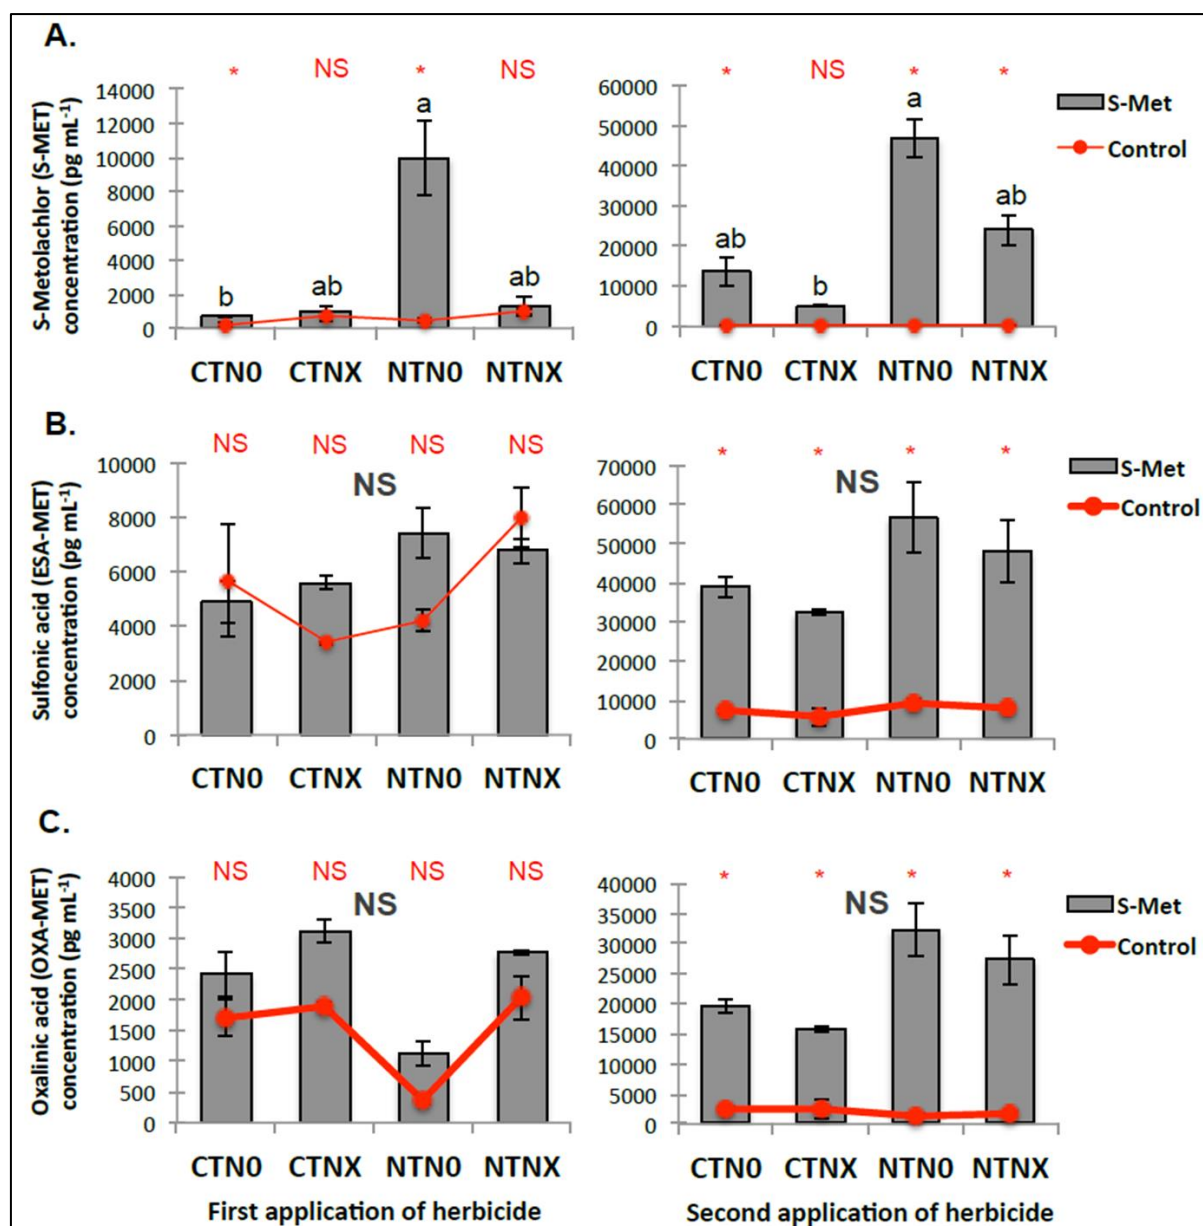 A.
* NS * NS
S-Metolachlor (S-MET)
concentration (pg mL-1)
14000
12000
10000
8000
6000
4000
2000
0
b ab a ab
CTN0 CTNX NTN0 NTNX
* NS * *
60000
50000
40000
30000
20000
10000
0
ab b a ab
CTN0 CTNX NTN0 NTNX
S-Met
Control
B.
NS NS NS NS
NS
Sulfonic acid (ESA-MET)
concentration (pg mL-1)
10000
8000
6000
4000
2000
0
CTN0 CTNX NTN0 NTNX
* * * *
NS
70000
60000
50000
40000
30000
20000
10000
0
CTN0 CTNX NTN0 NTNX
S-Met
Control
C.
NS NS NS NS
NS
Oxalinic acid (OXA-MET)
concentration (pg mL-1)
4000
3500
3000
2500
2000
1500
1000
500
0
CTN0 CTNX NTN0 NTNX
First application of herbicide
* * * *
NS
40000
35000
30000
25000
20000
15000
10000
5000
0
CTN0 CTNX NTN0 NTNX
Second application of herbicide
S-Met
Control